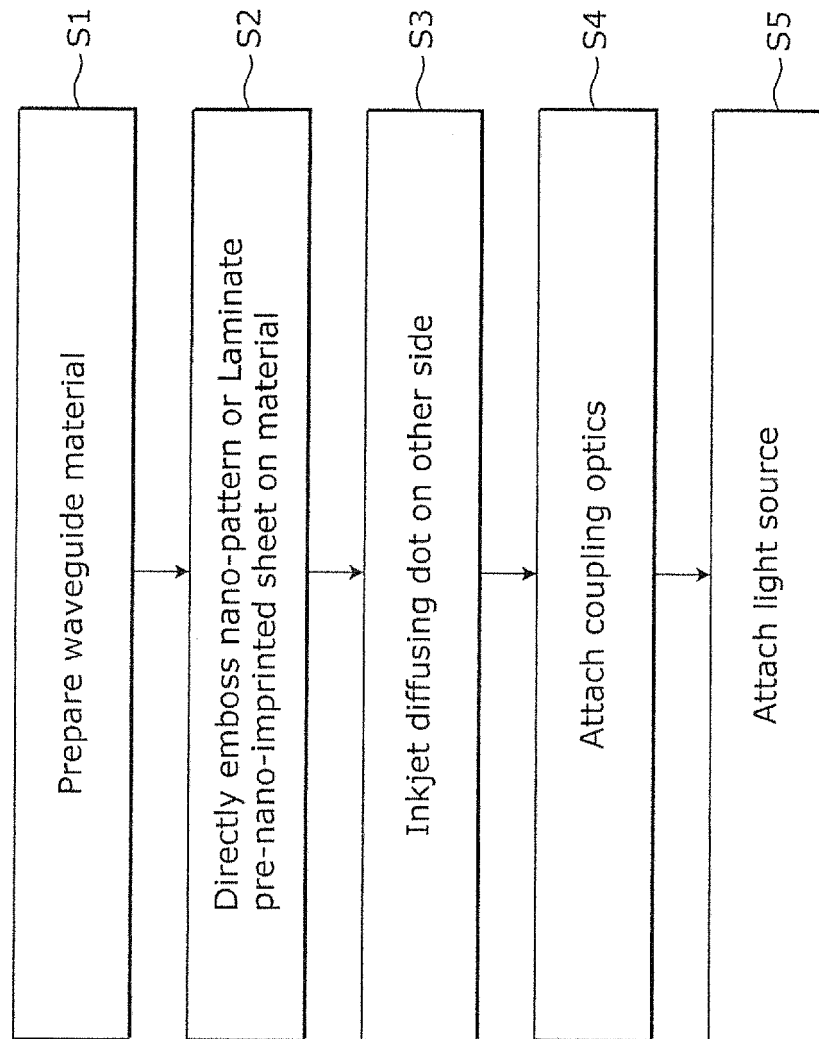 Prepare waveguide material
S1
Directly emboss nano-pattern or Laminate
pre-nano-imprinted sheet on material
S2
Inkjet diffusing dot on other side
S3
Attach coupling optics
S4
Attach light source
S5